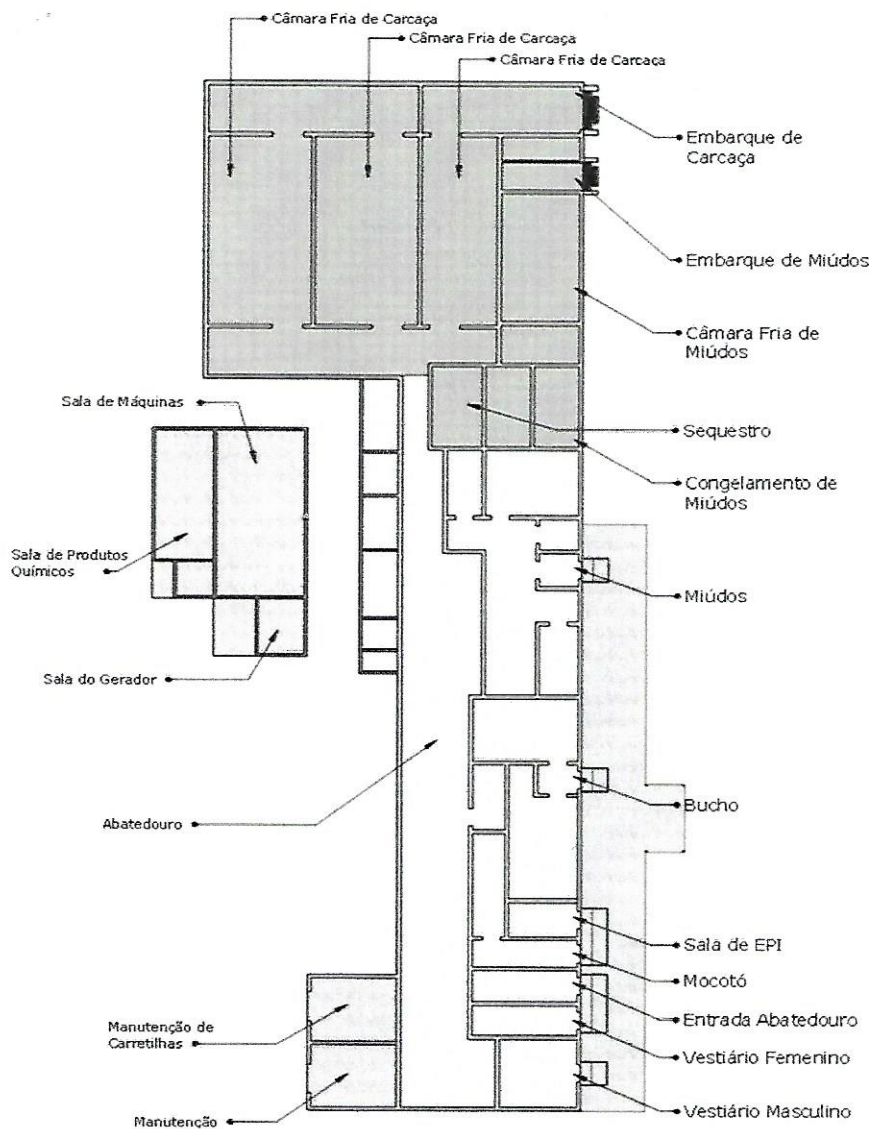 Câmara Fria de Carcaça
Câmara Fria de Carcaça
Câmara Fria de Carcaça
Embarque de
Carcaça
Embarque de Miúdos
Câmara Fria de
Miúdos
Sala de Máquinas
Sequestro
Congelamento de
Miúdos
Sala de Produtos
Químicos
Miúdos
Sala do Gerador
Bucho
Abatedouro
Sala de EPI
Mocotó
Entrada Abatedouro
Manutenção de
Carretilhas
Vestiário Femenino
Vestiário Masculino
Manutenção